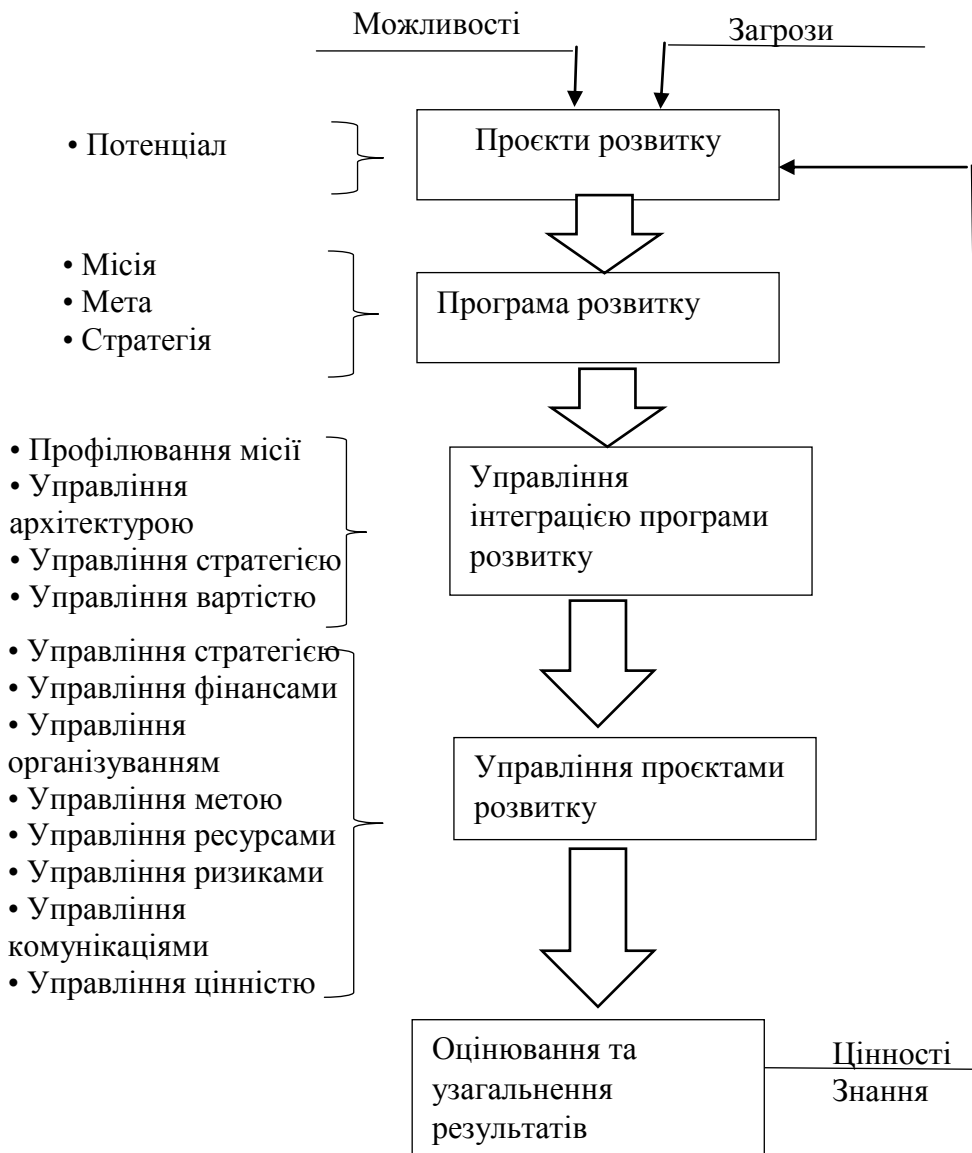 Можливості
Загрози
• Потенціал
Проєкти розвитку
• Місія
• Мета
• Стратегія
Програма розвитку
• Профілювання місії
• Управління
архітектурою
• Управління стратегією
• Управління вартістю
Управління
інтеграцією програми
розвитку
• Управління стратегією
• Управління фінансами
• Управління
організуванням
• Управління метою
• Управління ресурсами
• Управління ризиками
• Управління
комунікаціями
• Управління цінністю
Управління проєктами
розвитку
Оцінювання та
узагальнення
результатів
Цінності
Знання